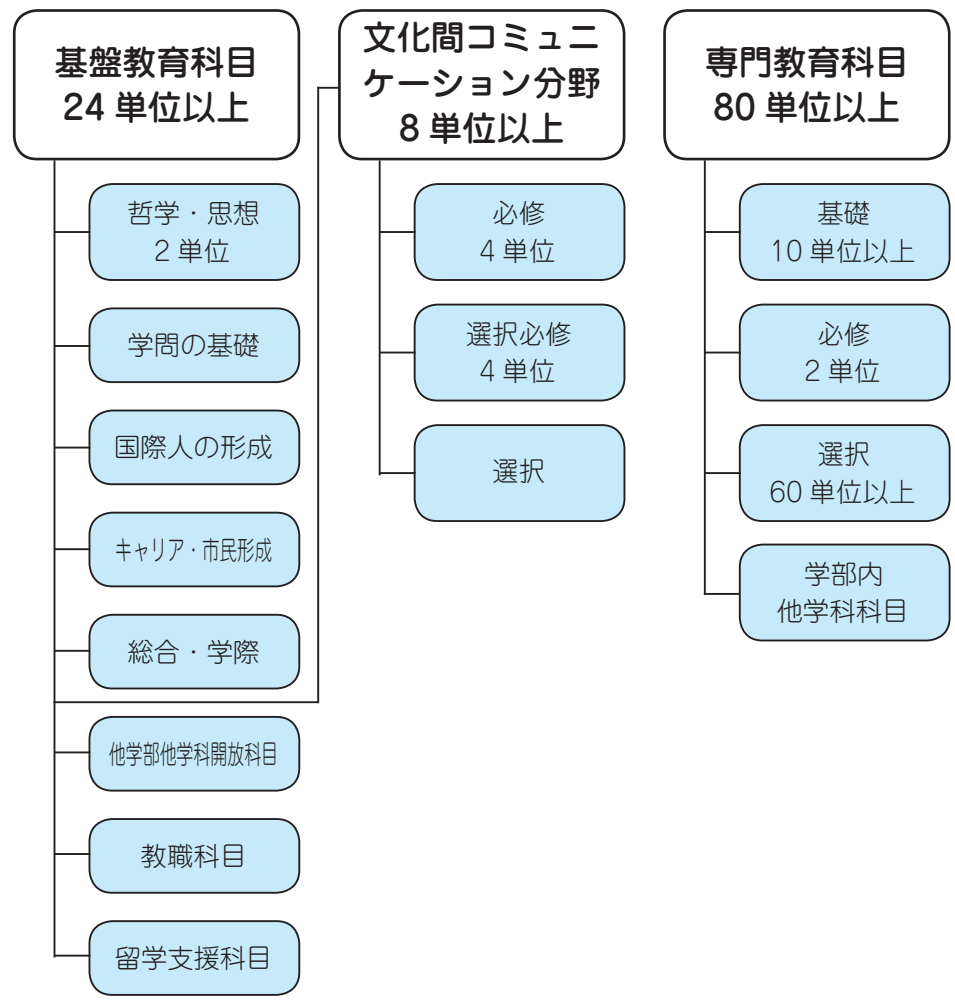 基盤教育科目
24 単位以上
哲学・思想
2 単位
学問の基礎
国際人の形成
キャリア・市民形成
総合・学際
他学部他学科開放科目
教職科目
留学支援科目
文化間コミュニ
ケーション分野
8 単位以上
必修
4 単位
選択必修
4 単位
選択
専門教育科目
80 単位以上
基礎
10 単位以上
必修
2 単位
選択
60 単位以上
学部内
他学科科目